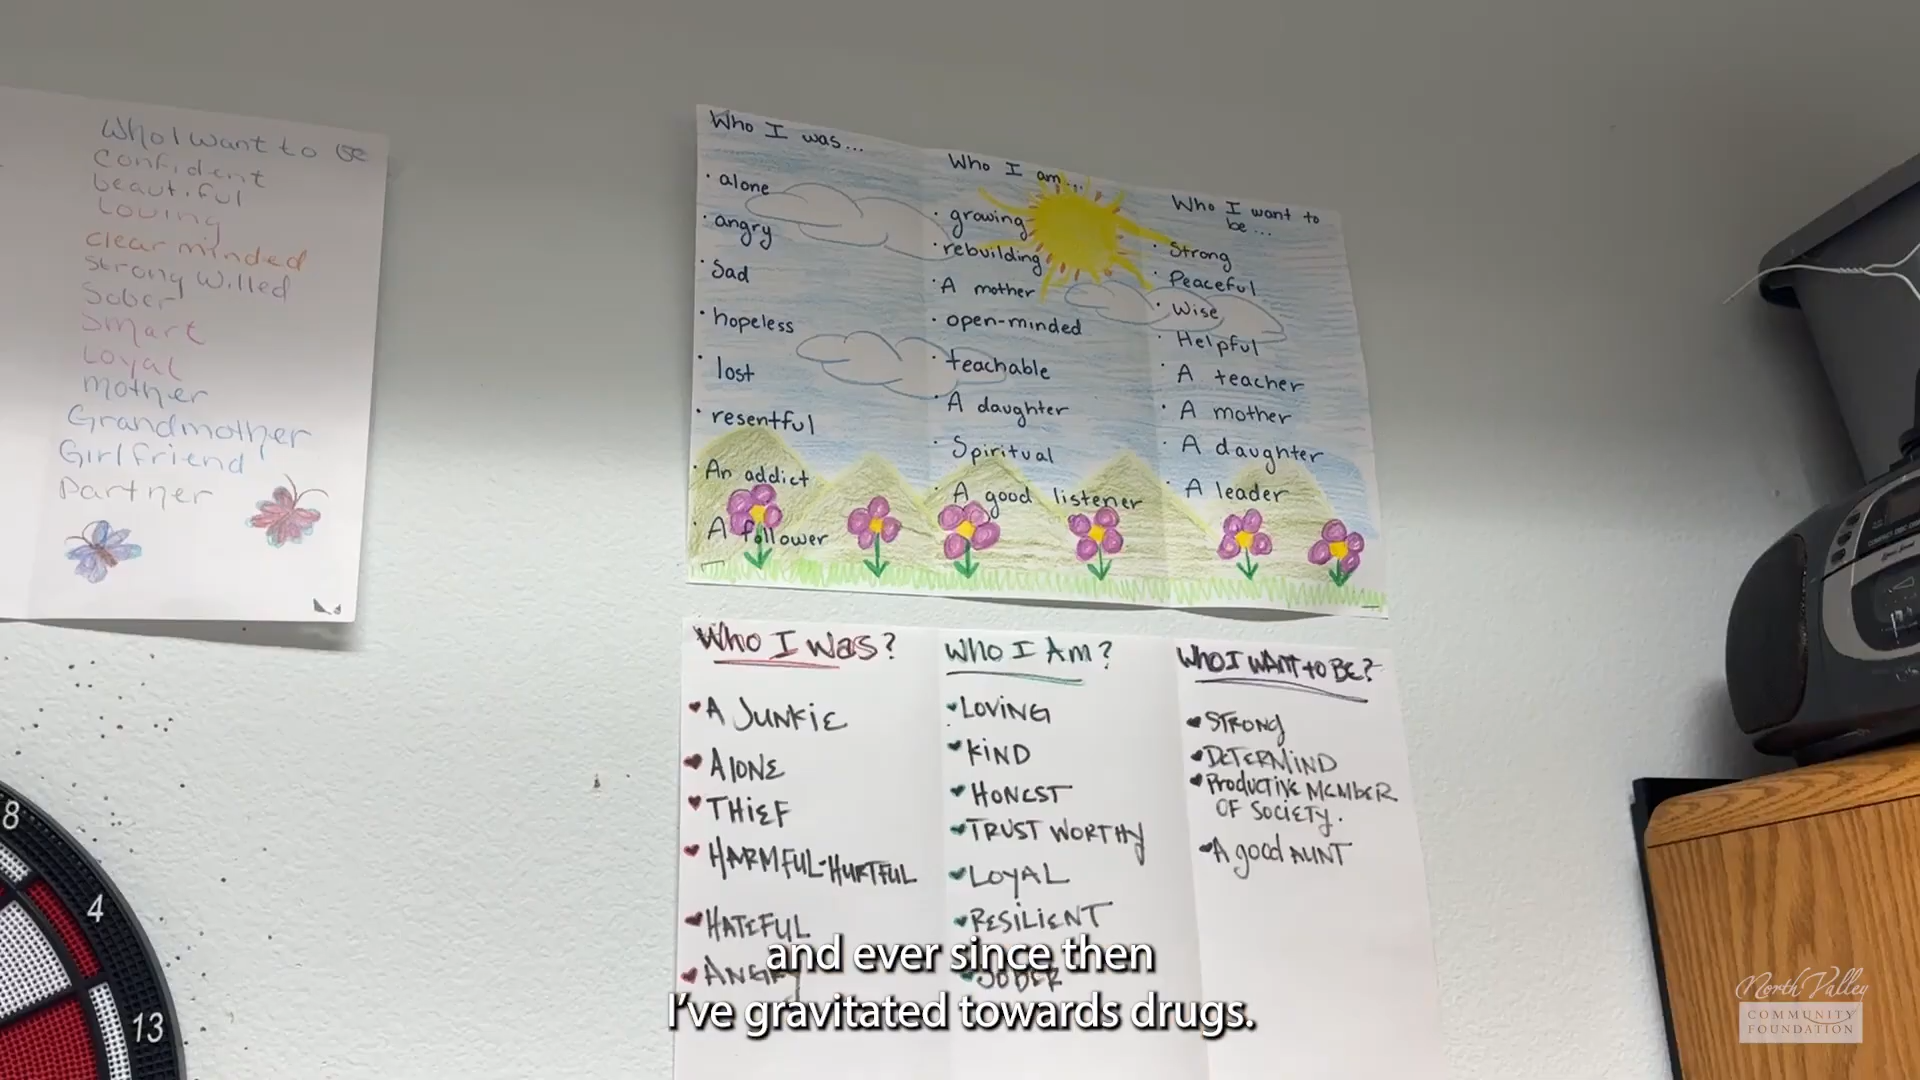 Who I want to be
confident
beautiful
Loving
clear minded
strong willed
Sober
Smart
Loyal
mother
Grandmother
Girlfriend
partner
Who I was...
• alone
• angry
• Sad
• hopeless
• lost
• resentful
• An addict
• A follower
Who I am...
• growing
• rebuilding
• A mother
• open-minded
• teachable
• A daughter
• Spiritual
• A good listener
Who I want to
be...
• Strong
• Peaceful
• Wise
• Helpful
• A teacher
• A mother
• A daughter
• A leader
Who I Was?
♥A JUNKIE
♥ALONE
♥THIEF
♥HARMFUL-HURTFUL
♥HATEFUL
♥ANGRY
WHO I AM?
♥LOVING
♥KIND
♥HONEST
♥TRUST WORTHY
♥LOYAL
♥RESILIENT
♥SOBER
WHO I WANT to BE?
♥STRONG
♥DETERMIND
♥PRODUCTIVE MEMBER
OF SOCIETY.
♥A good AUNT
8
4
13
and ever since then
I've gravitated towards drugs.
North Valley
COMMUNITY
FOUNDATION